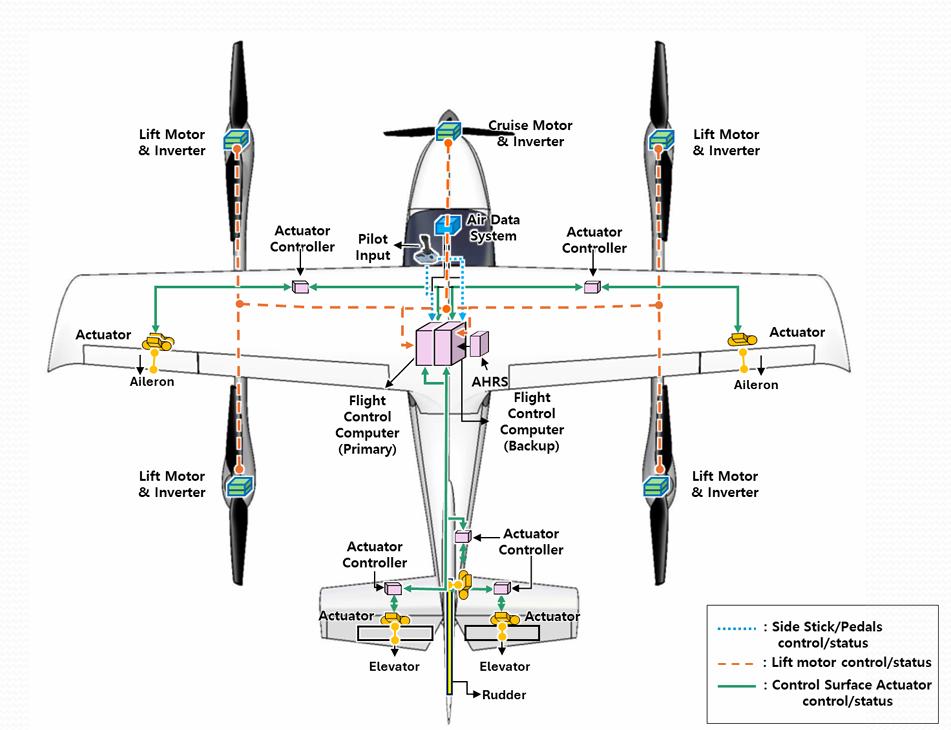 Cruise Motor
& Inverter
Lift Motor
& Inverter
Lift Motor
& Inverter
Air Data
System
Pilot
Input
Actuator
Controller
Actuator
Controller
Actuator
Actuator
Aileron
Aileron
AHRS
Flight
Control
Computer
(Primary)
Flight
Control
Computer
(Backup)
Lift Motor
& Inverter
Lift Motor
& Inverter
Actuator
Controller
Actuator
Controller
Actuator
Actuator
Elevator
Elevator
Rudder
: Side Stick/Pedals
control/status
: Lift motor control/status
: Control Surface Actuator
control/status